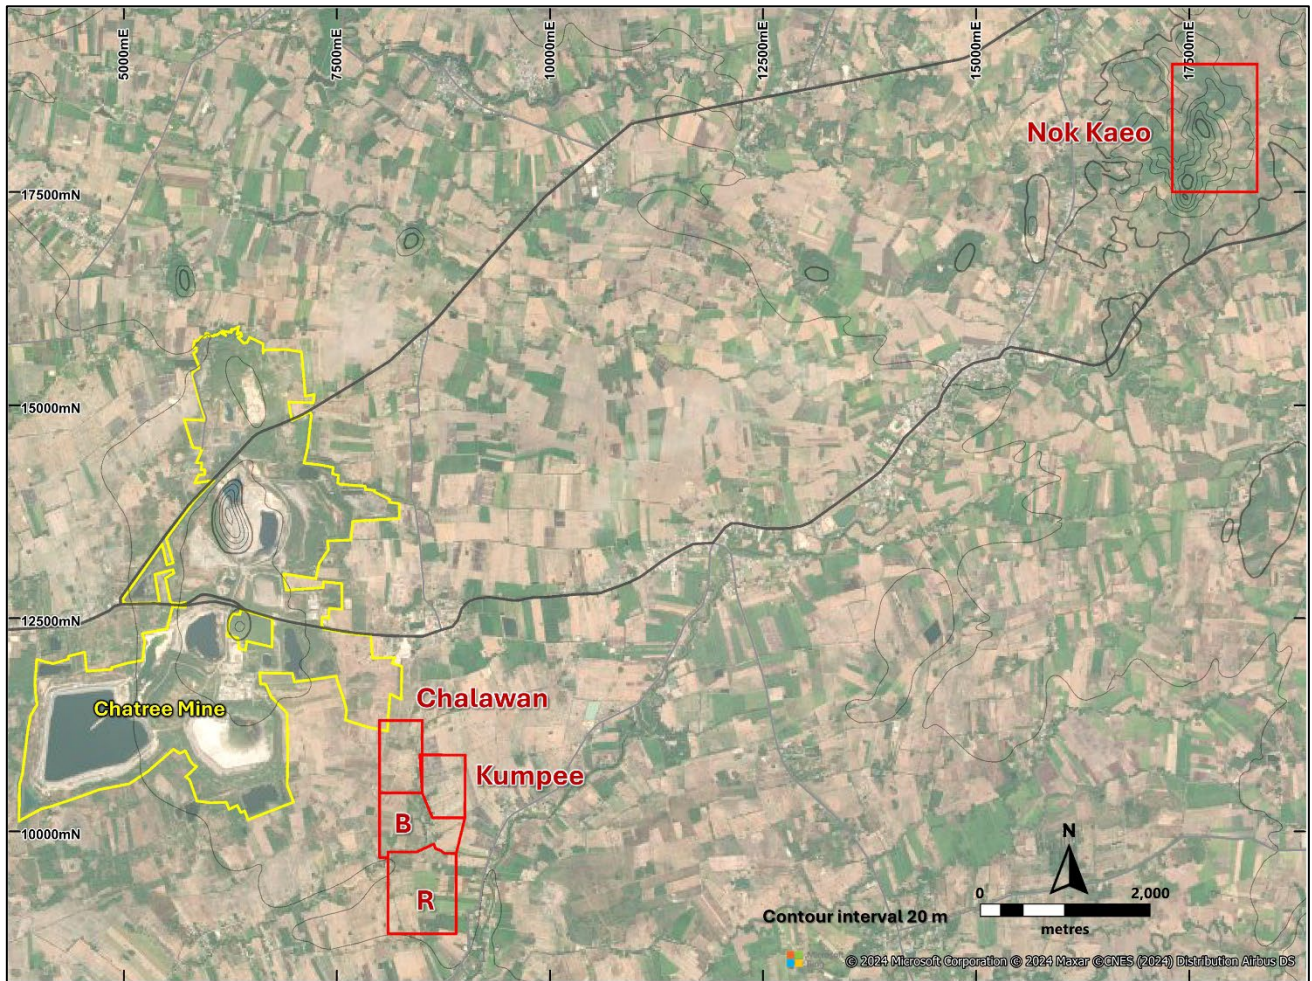 5000mE
7500mE
10000mE
12500mE
15000mE
17500mE
Nok Kaeo
17500mN
15000mN
12500mN
Chatree Mine
Chalawan
Kumpee
10000mN
B
R
N
0 2,000
metres
Contour interval 20 m
© 2024 Microsoft Corporation © 2024 Maxar ©CNES (2024) Distribution Airbus DS